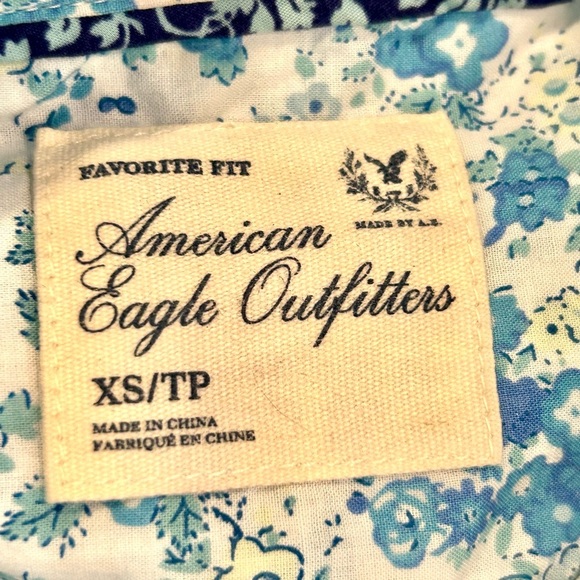 FAVORITE FIT
MADE BY A.E.
American
Eagle Outfitters
XS/TP
MADE IN CHINA
FABRIQUÉ EN CHINE